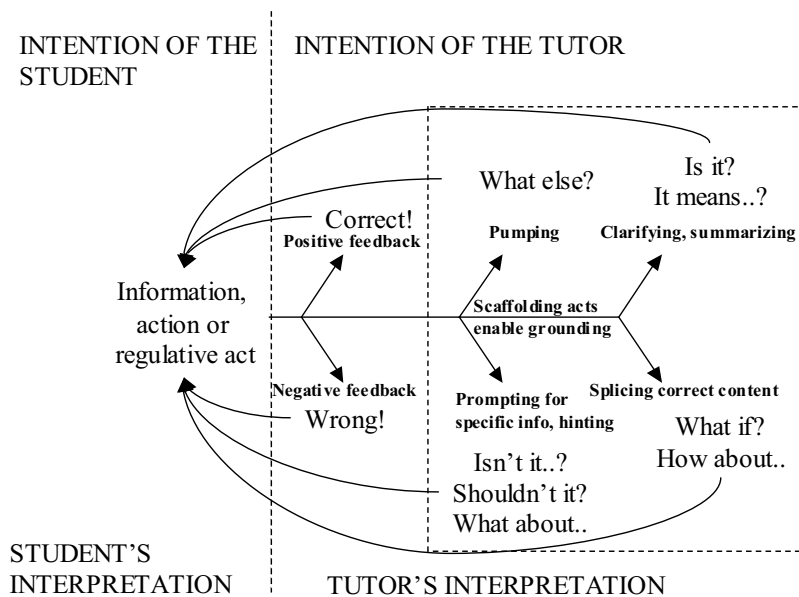 INTENTION OF THE
STUDENT
INTENTION OF THE TUTOR
Is it?
It means..?
What else?
Correct!
Positive feedback
Pumping
Clarifying, summarizing
Information,
action or
regulative act
Scaffolding acts
enable grounding
Negative feedback
Wrong!
Prompting for
specific info, hinting
Isn't it..?
Shouldn't it?
What about..
Splicing correct content
What if?
How about..
STUDENT'S
INTERPRETATION
TUTOR'S INTERPRETATION